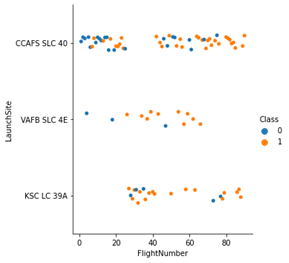 CCAFS SLC 40
VAFB SLC 4E
KSC LC 39A
LaunchSite
0 20 40 60 80
FlightNumber
Class
0
1